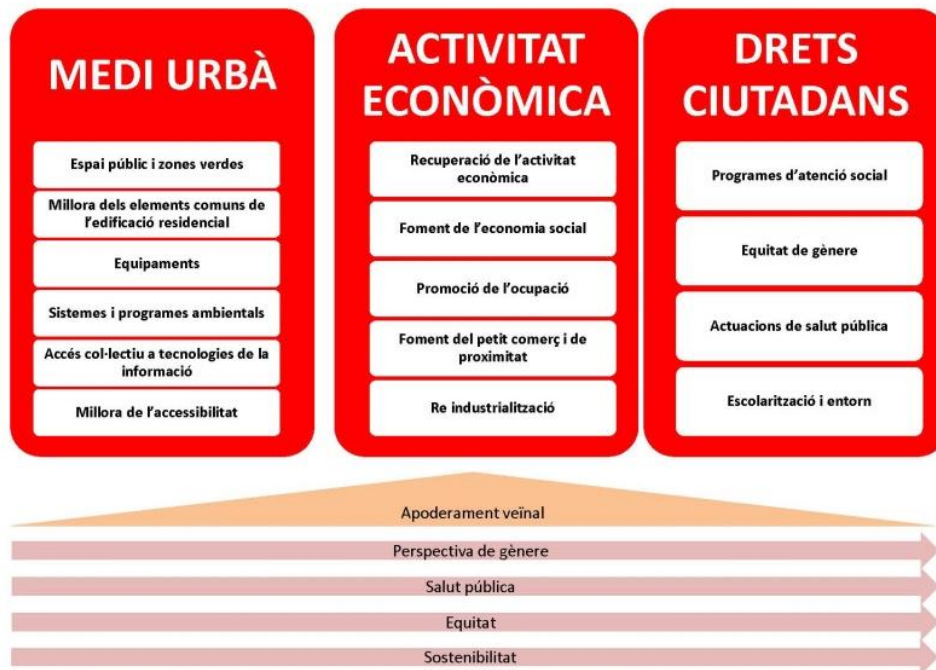 MEDI URBÀ
Espai públic i zones verdes
Millora dels elements comuns de
l’edificació residencial
Equipaments
Sistemes i programes ambientals
Accés col·lectiu a tecnologies de la
informació
Millora de l’accessibilitat
ACTIVITAT
ECONÒMICA
Recuperació de l’activitat
econòmica
Foment de l’economia social
Promoció de l’ocupació
Foment del petit comerç i de
proximitat
Re industrialització
DRETS
CIUTADANS
Programes d’atenció social
Equitat de gènere
Actuacions de salut pública
Escolarització i entorn
Apoderament veïnal
Perspectiva de gènere
Salut pública
Equitat
Sostenibilitat